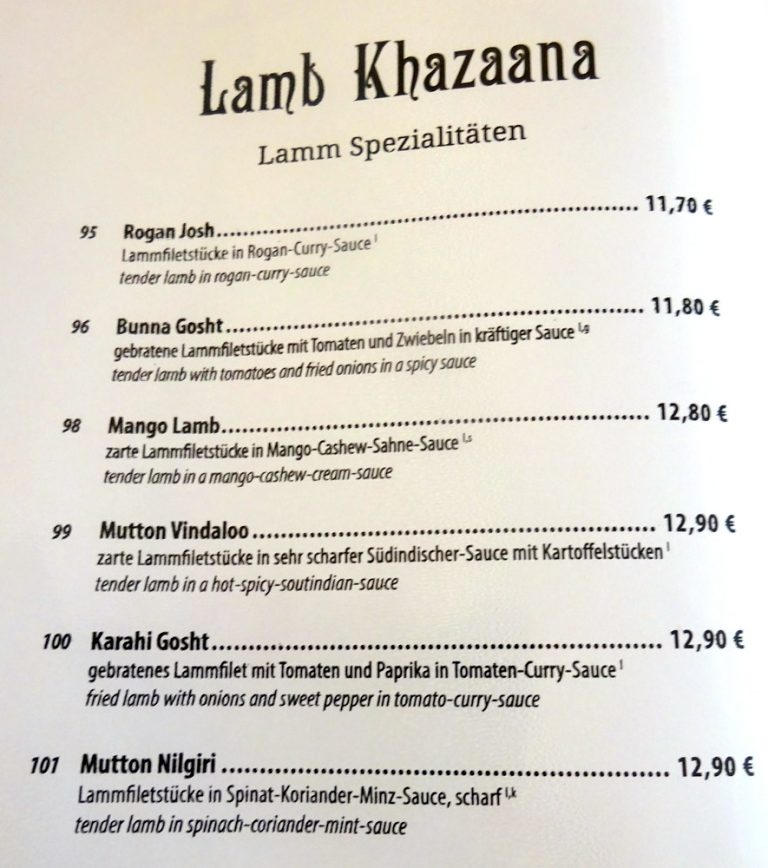 Lamb Khazaana
Lamm Spezialitäten
95 Rogan Josh........................................................ 11,70 €
Lammfiletstücke in Rogan-Curry-Sauce l
tender lamb in rogan-curry-sauce
96 Bunna Gosht........................................................ 11,80 €
gebratene Lammfiletstücke mit Tomaten und Zwiebeln in kräftiger Sauce l,g
tender lamb with tomatoes and fried onions in a spicy sauce
98 Mango Lamb........................................................ 12,80 €
zarte Lammfiletstücke in Mango-Cashew-Sahne-Sauce l,s
tender lamb in a mango-cashew-cream-sauce
99 Mutton Vindaloo........................................................ 12,90 €
zarte Lammfiletstücke in sehr scharfer Südindischer-Sauce mit Kartoffelstücken l
tender lamb in a hot-spicy-soutindian-sauce
100 Karahi Gosht........................................................ 12,90 €
gebratenes Lammfilet mit Tomaten und Paprika in Tomaten-Curry-Sauce l
fried lamb with onions and sweet pepper in tomato-curry-sauce
101 Mutton Nilgiri........................................................ 12,90 €
Lammfiletstücke in Spinat-Koriander-Minz-Sauce, scharf l,k
tender lamb in spinach-coriander-mint-sauce